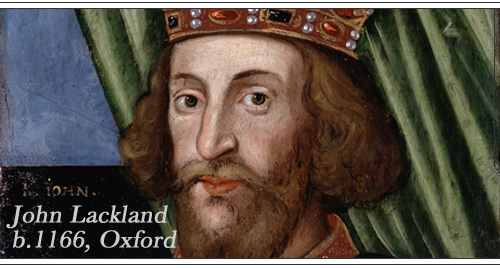 K IOHN.
John Lackland
b.1166, Oxford